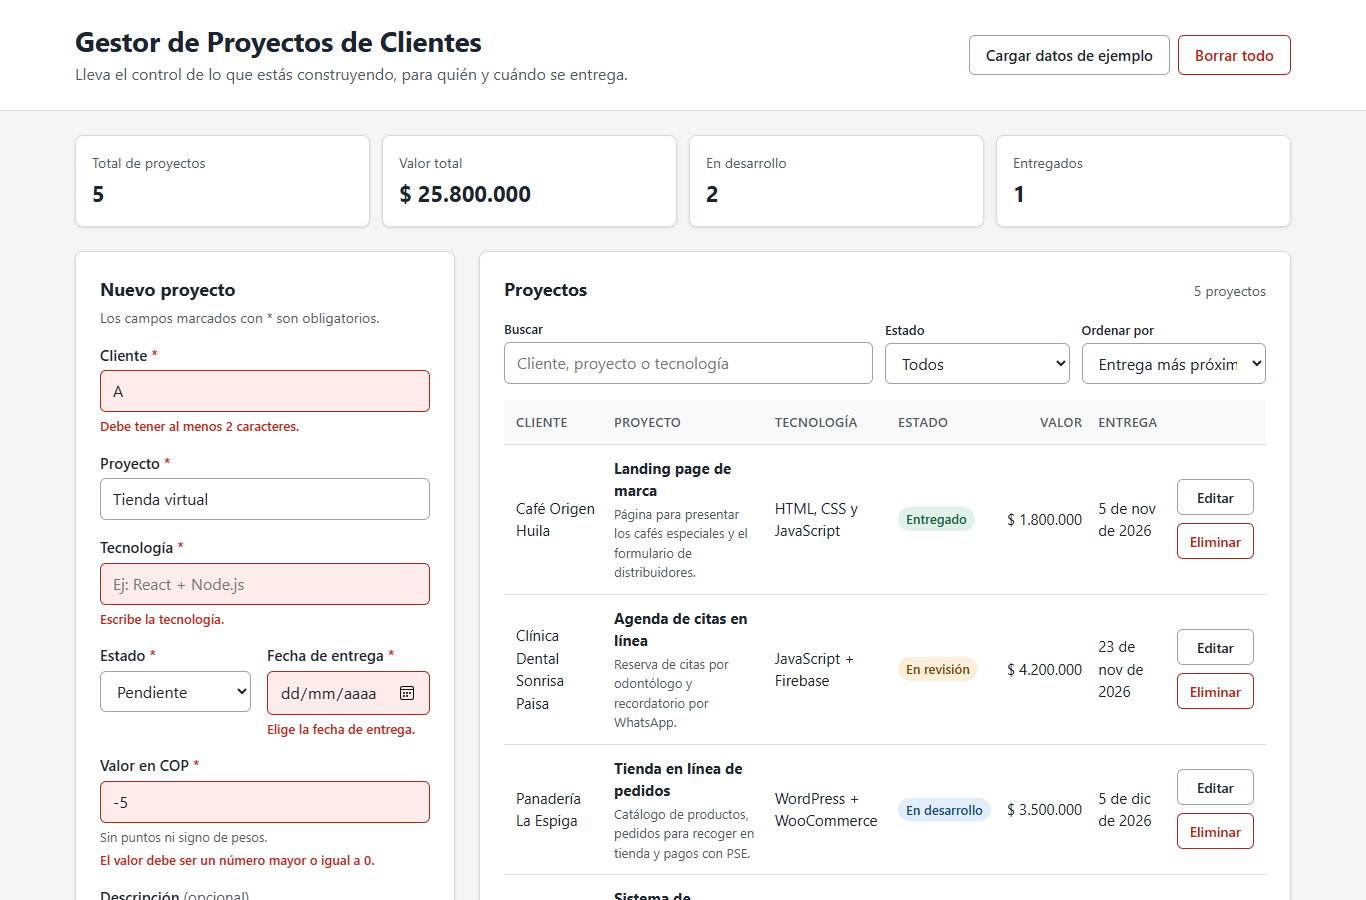 Gestor de Proyectos de Clientes
Lleva el control de lo que estás construyendo, para quién y cuándo se entrega.
Cargar datos de ejemplo
Borrar todo
Total de proyectos
5
Valor total
$ 25.800.000
En desarrollo
2
Entregados
1
Nuevo proyecto
Los campos marcados con * son obligatorios.
Cliente *
A
Debe tener al menos 2 caracteres.
Proyecto *
Tienda virtual
Tecnología *
Ej: React + Node.js
Escribe la tecnología.
Estado *
Pendiente
Fecha de entrega *
dd/mm/aaaa
Elige la fecha de entrega.
Valor en COP *
-5
Sin puntos ni signo de pesos.
El valor debe ser un número mayor o igual a 0.
Descripción (opcional)
Proyectos
5 proyectos
Buscar
Cliente, proyecto o tecnología
Estado
Todos
Ordenar por
Entrega más próxim
CLIENTE PROYECTO TECNOLOGÍA ESTADO VALOR ENTREGA
Café Origen
Huila
Landing page de
marca
Página para presentar
los cafés especiales y el
formulario de
distribuidores.
HTML, CSS y
JavaScript
Entregado
$ 1.800.000
5 de nov
de 2026
Editar
Eliminar
Clínica
Dental
Sonrisa
Paisa
Agenda de citas en
línea
Reserva de citas por
odontólogo y
recordatorio por
WhatsApp.
JavaScript +
Firebase
En revisión
$ 4.200.000
23 de
nov de
2026
Editar
Eliminar
Panadería
La Espiga
Tienda en línea de
pedidos
Catálogo de productos,
pedidos para recoger en
tienda y pagos con PSE.
WordPress +
WooCommerce
En desarrollo
$ 3.500.000
5 de dic
de 2026
Editar
Eliminar
Sistema de